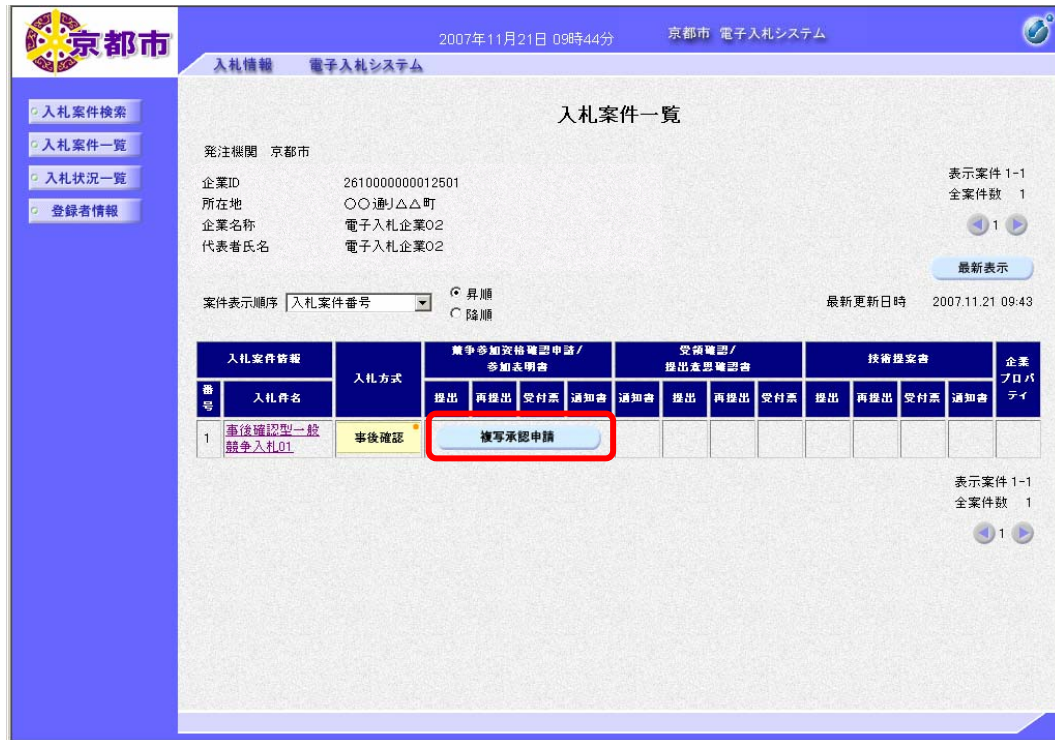 京都市
2007年11月21日 09時44分
京都市 電子入札システム
入札情報 電子入札システム
入札案件検索
入札案件一覧
入札状況一覧
登録者情報
入札案件一覧
発注機関 京都市
企業ID 2610000000012501
所在地 〇〇通り△△町
企業名称 電子入札企業02
代表者氏名 電子入札企業02
表示案件 1-1
全案件数 1
1
最新表示
案件表示順序 入札案件番号
昇順
降順
最新更新日時 2007.11.21 09:43
入札案件情報
入札方式
競争参加資格確認申請/
参加表明書
受領確認/
提出意思確認書
技術提案書
企業
プロパ
ティ
番
号
入札件名
提出 再提出 受付票 通知書 通知書 提出 再提出 受付票 提出 再提出 受付票 通知書
1
事後確認型一般
競争入札01
事後確認
複写承認申請
表示案件 1-1
全案件数 1
1